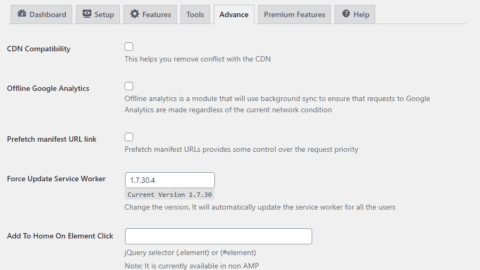 Dashboard Setup Features Tools Advance Premium Features Help
CDN Compatibility
This helps you remove conflict with the CDN
Offline Google Analytics
Offline analytics is a module that will use background sync to ensure that requests to Google
Analytics are made regardless of the current network condition
Prefetch manifest URL link
Prefetch manifest URLs provides some control over the request priority
Force Update Service Worker
1.7.30.4
Current Version 1.7.30
Change the version. It will automatically update the service worker for all the users
Add To Home On Element Click
jQuery selector (.element) or (#element)
Note: It is currently available in non AMP